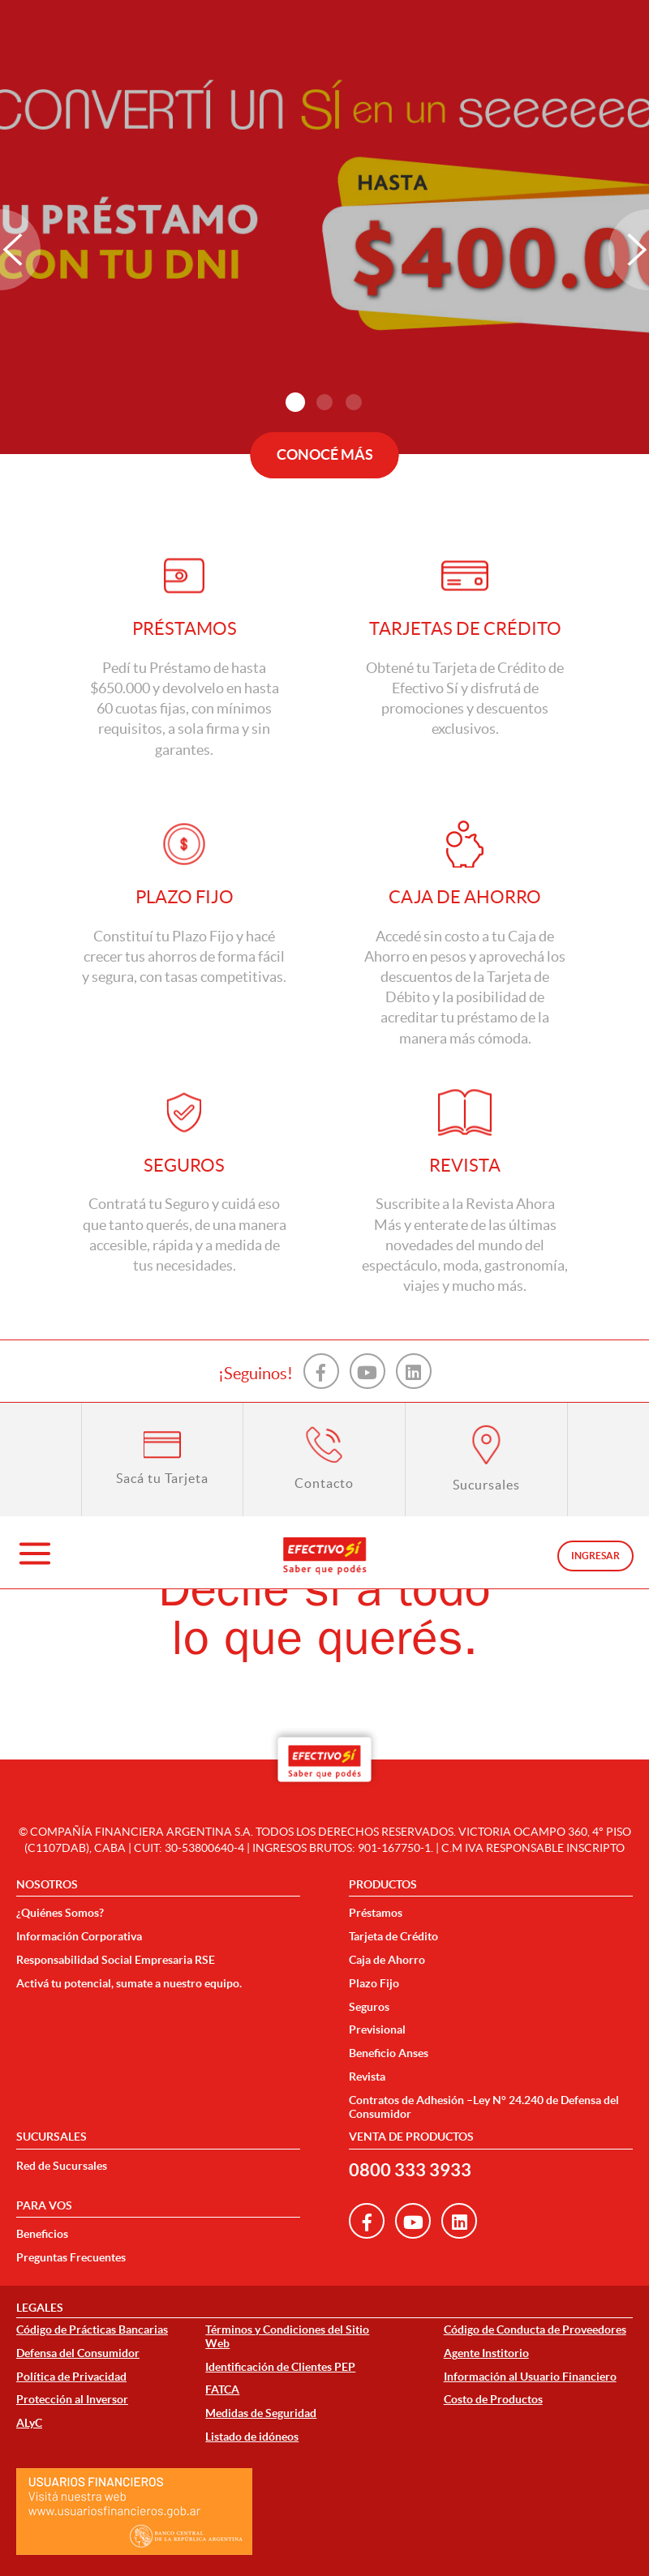 CONVERTÍ UN SÍ en un seeeeee
U PRÉSTAMO
CON TU DNI
HASTA
$400.0
CONOCÉ MÁS
PRÉSTAMOS
Pedí tu Préstamo de hasta
$650.000 y devolvelo en hasta
60 cuotas fijas, con mínimos
requisitos, a sola firma y sin
garantes.
TARJETAS DE CRÉDITO
Obtené tu Tarjeta de Crédito de
Efectivo Sí y disfrutá de
promociones y descuentos
exclusivos.
PLAZO FIJO
Constituí tu Plazo Fijo y hacé
crecer tus ahorros de forma fácil
y segura, con tasas competitivas.
CAJA DE AHORRO
Accedé sin costo a tu Caja de
Ahorro en pesos y aprovechá los
descuentos de la Tarjeta de
Débito y la posibilidad de
acreditar tu préstamo de la
manera más cómoda.
SEGUROS
Contratá tu Seguro y cuidá eso
que tanto querés, de una manera
accesible, rápida y a medida de
tus necesidades.
REVISTA
Suscribite a la Revista Ahora
Más y enterate de las últimas
novedades del mundo del
espectáculo, moda, gastronomía,
viajes y mucho más.
¡Seguinos!
Sacá tu Tarjeta
Contacto
Sucursales
EFECTIVO SÍ
Saber que podés
INGRESAR
Decile sí a todo
lo que querés.
EFECTIVO SÍ
Saber que podés
© COMPAÑÍA FINANCIERA ARGENTINA S.A. TODOS LOS DERECHOS RESERVADOS. VICTORIA OCAMPO 360, 4° PISO
(C1107DAB), CABA | CUIT: 30-53800640-4 | INGRESOS BRUTOS: 901-167750-1. | C.M IVA RESPONSABLE INSCRIPTO
NOSOTROS
¿Quiénes Somos?
Información Corporativa
Responsabilidad Social Empresaria RSE
Activá tu potencial, sumate a nuestro equipo.
PRODUCTOS
Préstamos
Tarjeta de Crédito
Caja de Ahorro
Plazo Fijo
Seguros
Previsional
Beneficio Anses
Revista
Contratos de Adhesión –Ley N° 24.240 de Defensa del
Consumidor
SUCURSALES
Red de Sucursales
VENTA DE PRODUCTOS
0800 333 3933
PARA VOS
Beneficios
Preguntas Frecuentes
LEGALES
Código de Prácticas Bancarias
Defensa del Consumidor
Política de Privacidad
Protección al Inversor
ALyC
Términos y Condiciones del Sitio
Web
Identificación de Clientes PEP
FATCA
Medidas de Seguridad
Listado de idóneos
Código de Conducta de Proveedores
Agente Institorio
Información al Usuario Financiero
Costo de Productos
USUARIOS FINANCIEROS
Visitá nuestra web
www.usuariosfinancieros.gob.ar
BANCO CENTRAL
DE LA REPÚBLICA ARGENTINA